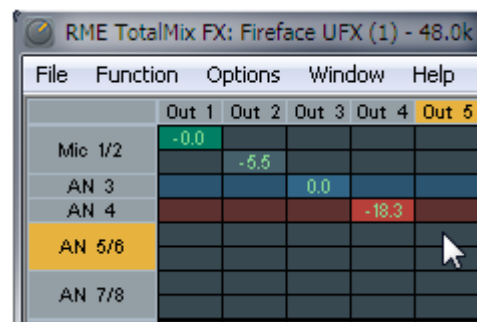 RME TotalMix FX: Fireface UFX (1) - 48.0k
File Function Options Window Help
Out 1 Out 2 Out 3 Out 4 Out 5
Mic 1/2 -0.0
-5.5
AN 3 0.0
AN 4 -18.3
AN 5/6
AN 7/8